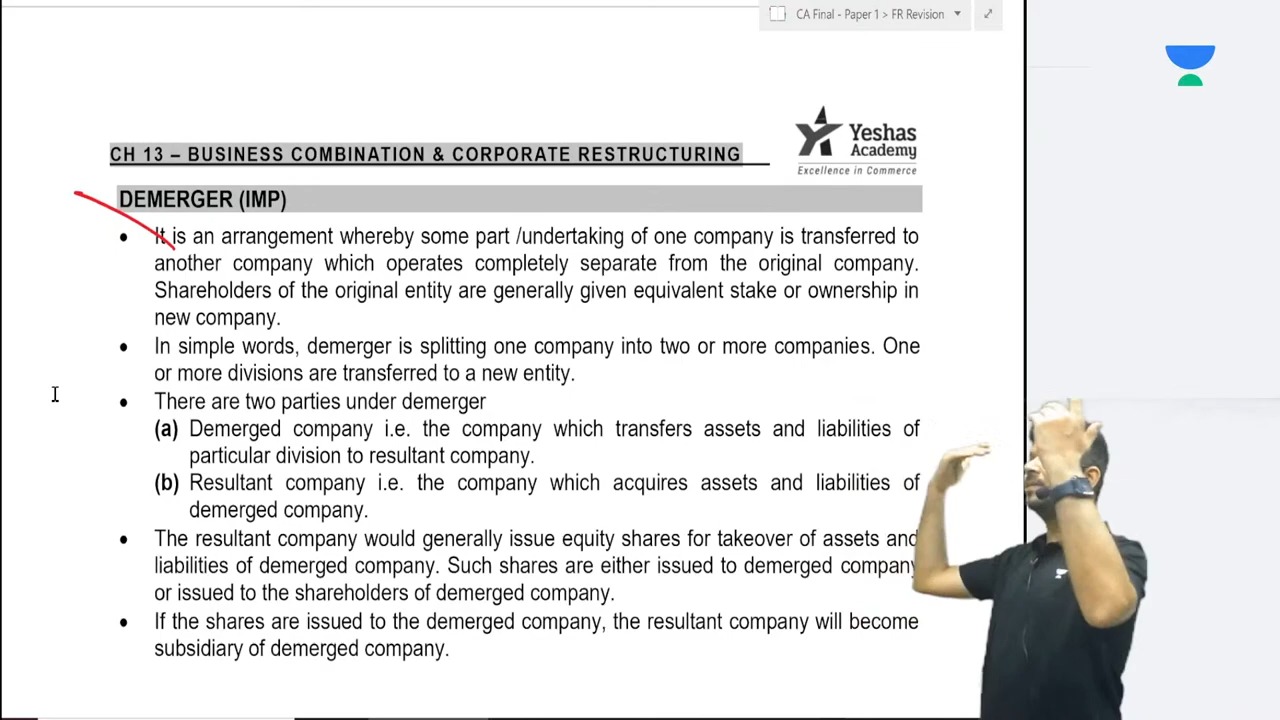 CA Final - Paper 1 > FR Revision
Yeshas
Academy
Excellence in Commerce
CH 13 – BUSINESS COMBINATION & CORPORATE RESTRUCTURING
DEMERGER (IMP)
• It is an arrangement whereby some part /undertaking of one company is transferred to
another company which operates completely separate from the original company.
Shareholders of the original entity are generally given equivalent stake or ownership in
new company.
• In simple words, demerger is splitting one company into two or more companies. One
or more divisions are transferred to a new entity.
• There are two parties under demerger
(a) Demerged company i.e. the company which transfers assets and liabilities of
particular division to resultant company.
(b) Resultant company i.e. the company which acquires assets and liabilities of
demerged company.
• The resultant company would generally issue equity shares for takeover of assets and
liabilities of demerged company. Such shares are either issued to demerged company
or issued to the shareholders of demerged company.
• If the shares are issued to the demerged company, the resultant company will become
subsidiary of demerged company.